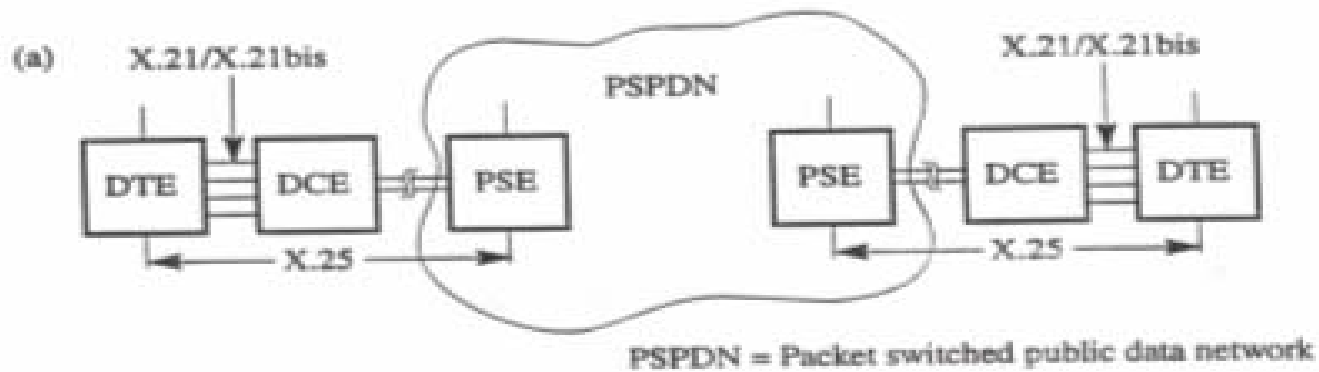 (a) X.21/X.21bis X.21/X.21bis
PSPDN
DTE DCE PSE PSE DCE DTE
X.25 X.25
PSPDN = Packet switched public data network